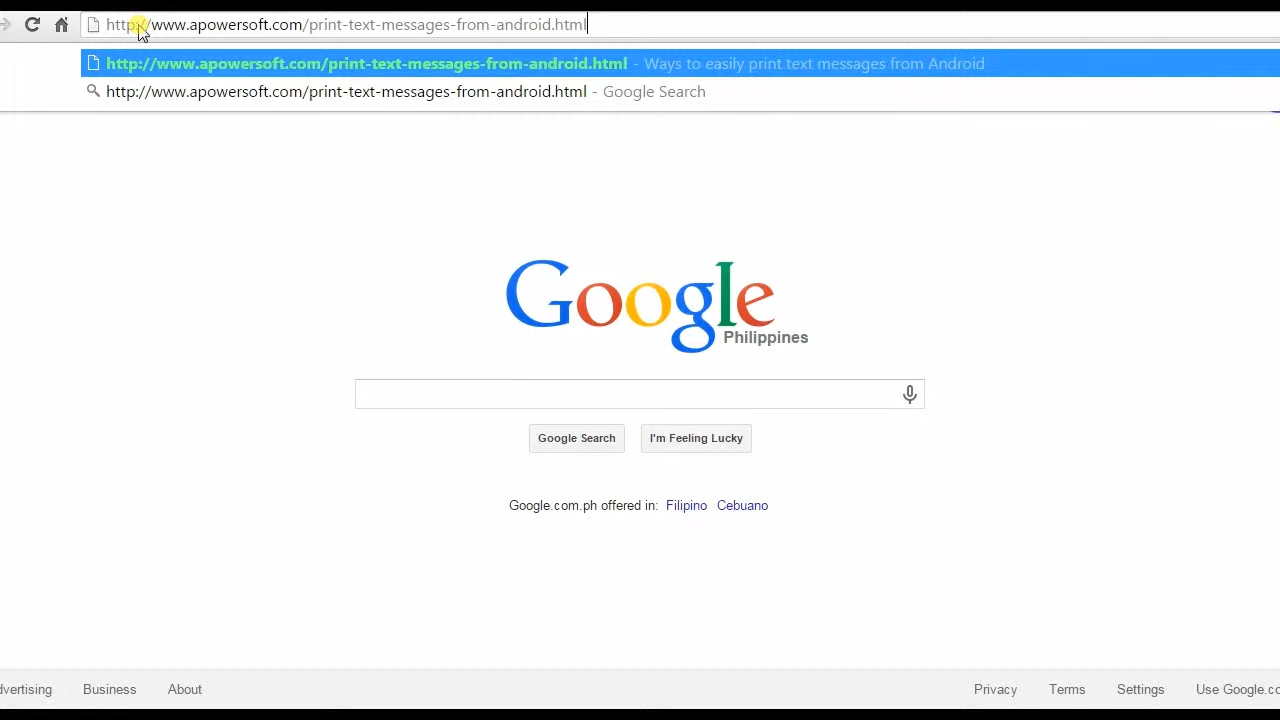 http://www.apowersoft.com/print-text-messages-from-android.html
http://www.apowersoft.com/print-text-messages-from-android.html - Ways to easily print text messages from Android
http://www.apowersoft.com/print-text-messages-from-android.html - Google Search
Google
Philippines
Google Search I'm Feeling Lucky
Google.com.ph offered in: Filipino Cebuano
Business About Privacy Terms Settings Use